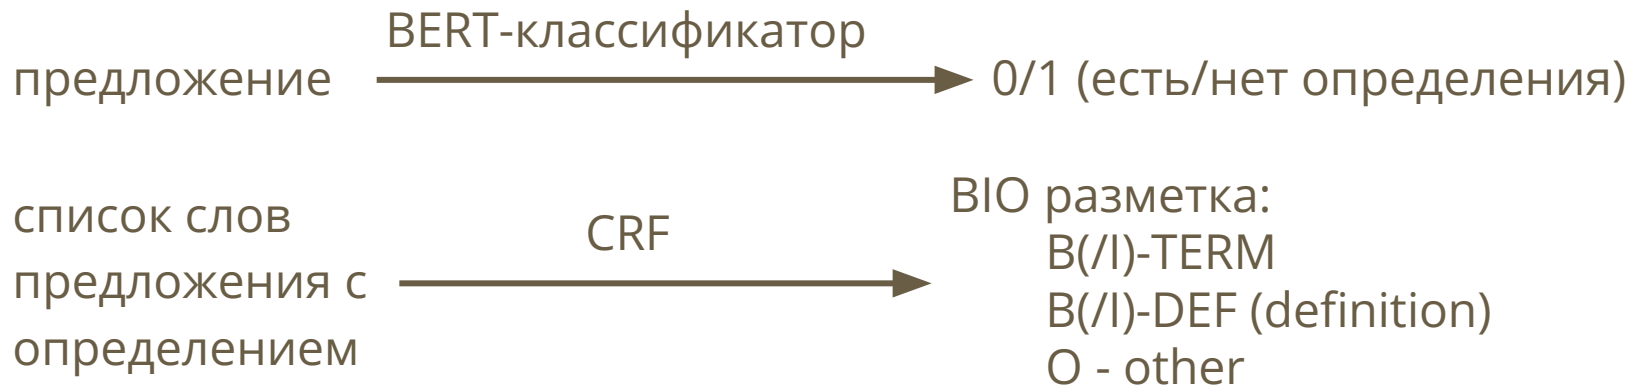 BERT-классификатор
предложение
0/1 (есть/нет определения)
список слов
предложения с
определением
CRF
BIO разметка:
B(/I)-TERM
B(/I)-DEF (definition)
O - other